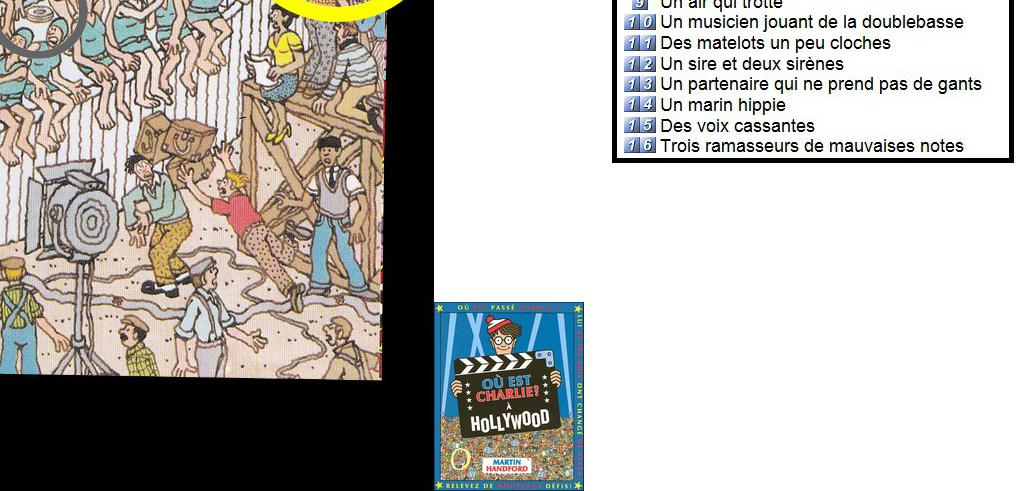 9 Un air qui trotte
10 Un musicien jouant de la doublebasse
11 Des matelots un peu cloches
12 Un sire et deux sirènes
13 Un partenaire qui ne prend pas de gants
14 Un marin hippie
15 Des voix cassantes
16 Trois ramasseurs de mauvaises notes
OÙ EST PASSÉ CHARLIE ?
OÙ EST
CHARLIE?
À
HOLLYWOOD
MARTIN
HANDFORD
RELEVEZ DE NOUVEAUX DÉFIS!